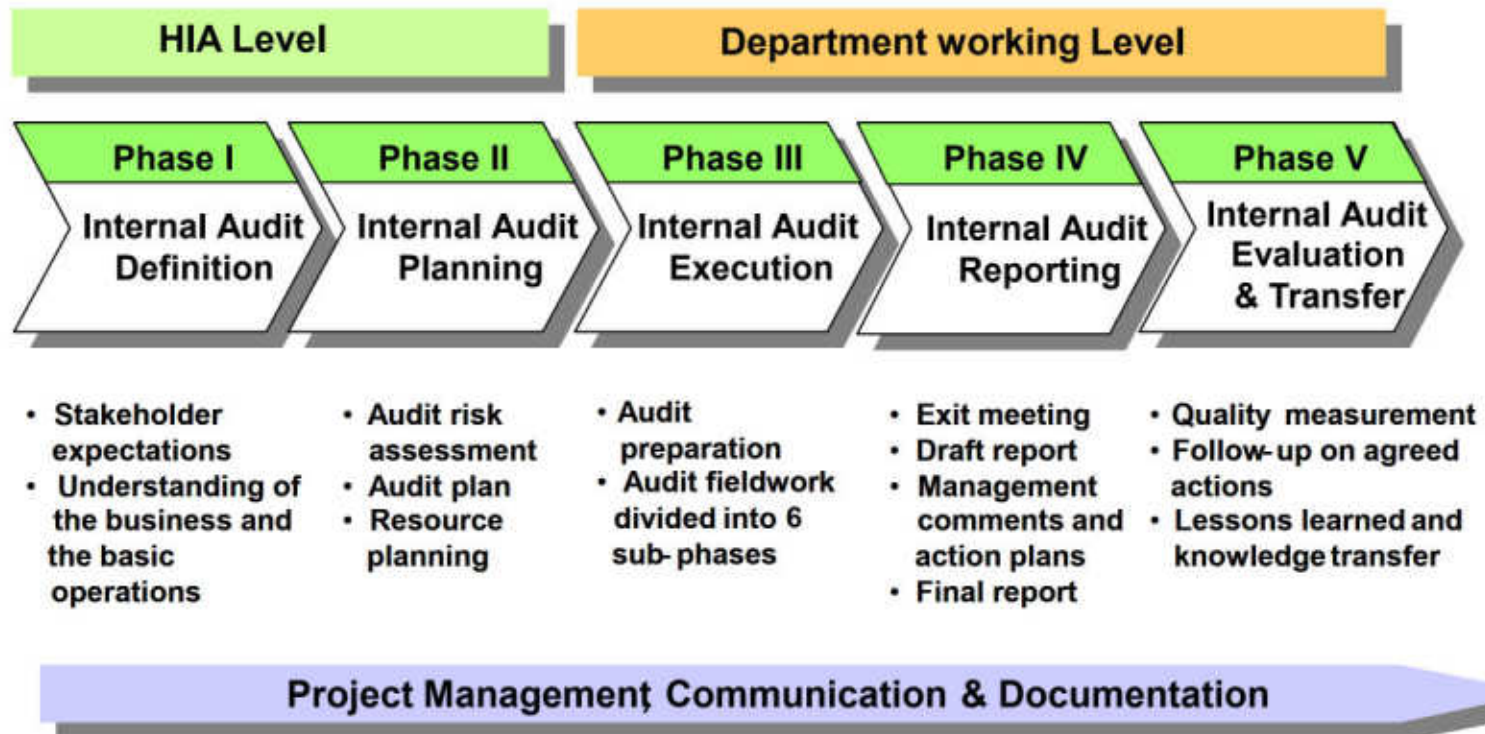 HIA Level
Department working Level
Phase I
Internal Audit
Definition
Phase II
Internal Audit
Planning
Phase III
Internal Audit
Execution
Phase IV
Internal Audit
Reporting
Phase V
Internal Audit
Evaluation
& Transfer
• Stakeholder
expectations
• Understanding of
the business and
the basic
operations
• Audit risk
assessment
• Audit plan
• Resource
planning
• Audit
preparation
• Audit fieldwork
divided into 6
sub-phases
• Exit meeting
• Draft report
• Management
comments and
action plans
• Final report
• Quality measurement
• Follow-up on agreed
actions
• Lessons learned and
knowledge transfer
Project Management, Communication & Documentation